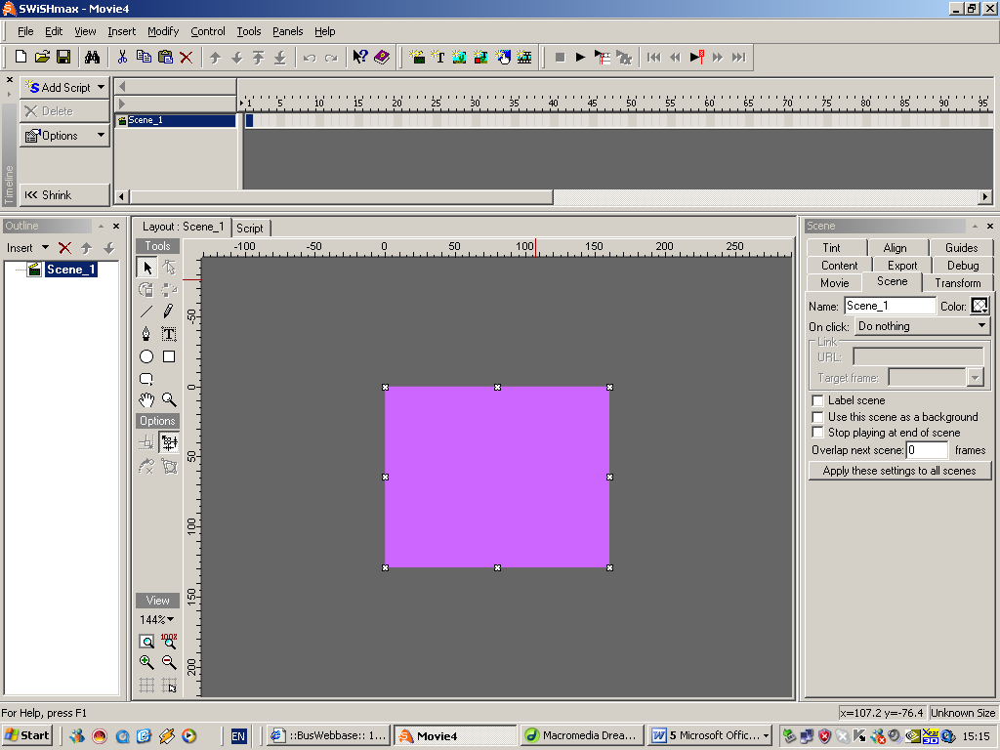 SWiSHmax - Movie4
File Edit View Insert Modify Control Tools Panels Help
Add Script
Delete
Options
Shrink
Timeline
1 5 10 15 20 25 30 35 40 45 50 55 60 65 70 75 80 85 90 95
Scene_1
Outline
Insert
Scene_1
Layout : Scene_1 Script
Tools
-100 -50 0 50 100 150 200 250
-50 0 50 100 150 200
Options
View
144%
100%
Scene
Tint Align Guides
Content Export Debug
Movie Scene Transform
Name: Scene_1 Color:
On click: Do nothing
Link
URL:
Target frame:
Label scene
Use this scene as a background
Stop playing at end of scene
Overlap next scene: 0 frames
Apply these settings to all scenes
For Help, press F1
x=107.2 y=-76.4 Unknown Size
Start
EN
::BusWebbase:: 1...
Movie4
Macromedia Drea...
5 Microsoft Offic...
15:15